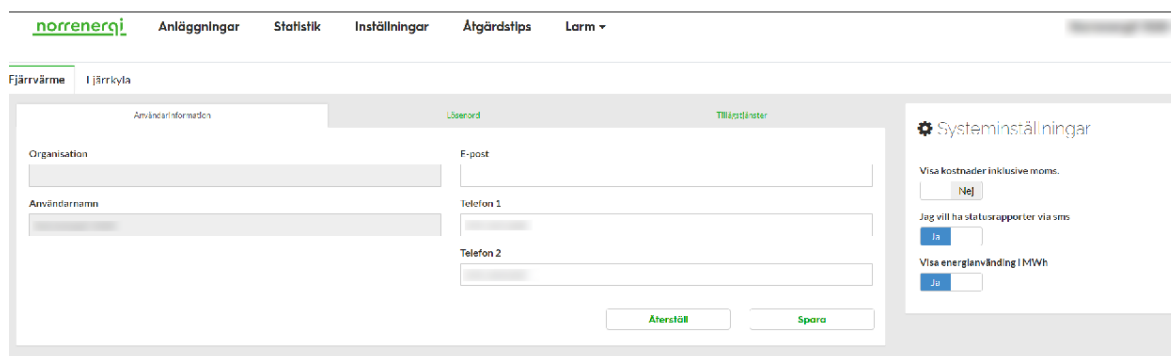 norrenergi Anläggningar Statistik Inställningar Åtgärdstips Larm
Fjärrvärme Fjärrkyla
Användarinformation Lösenord Tilläggstjänster
Organisation
Användarnamn
E-post
Telefon 1
Telefon 2
Återställ Spara
Systeminställningar
Visa kostnader inklusive moms.
Nej
Jag vill ha statusrapporter via sms
Ja
Visa energianvänding i MWh
Ja